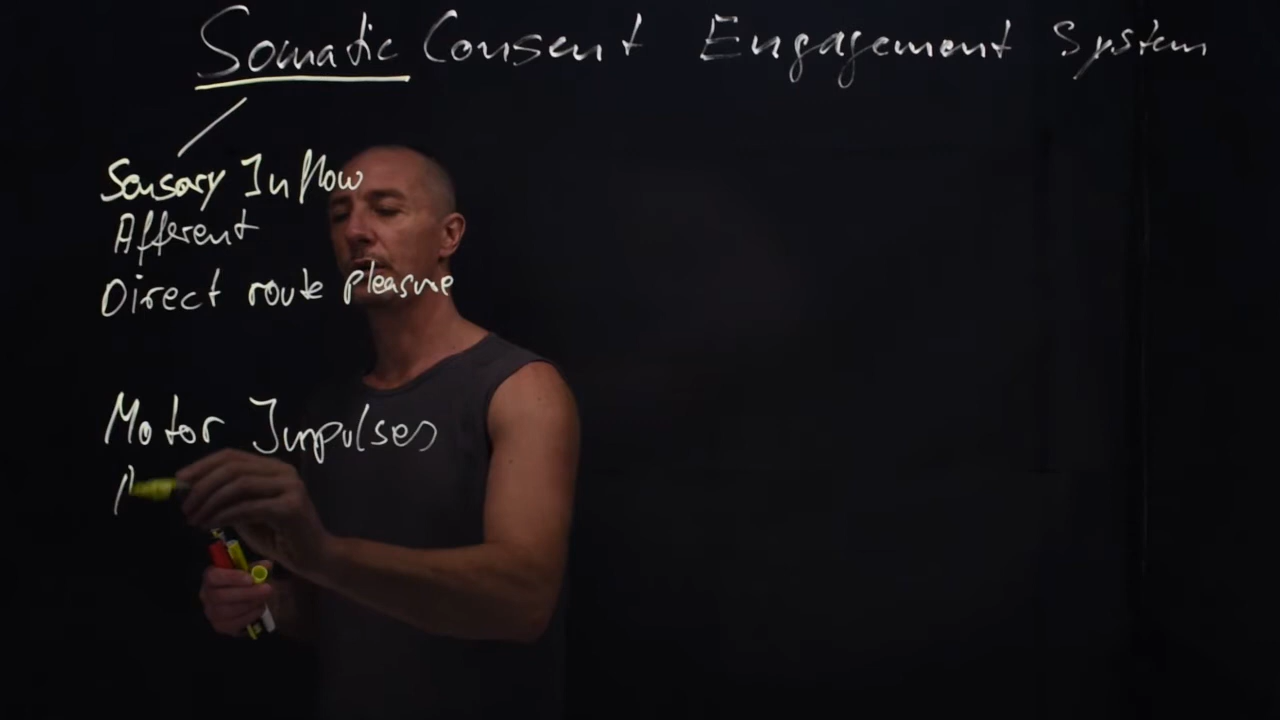 Somatic Consent Engagement System
Sensory Inflow
Afferent
Direct route pleasure
Motor Impulses